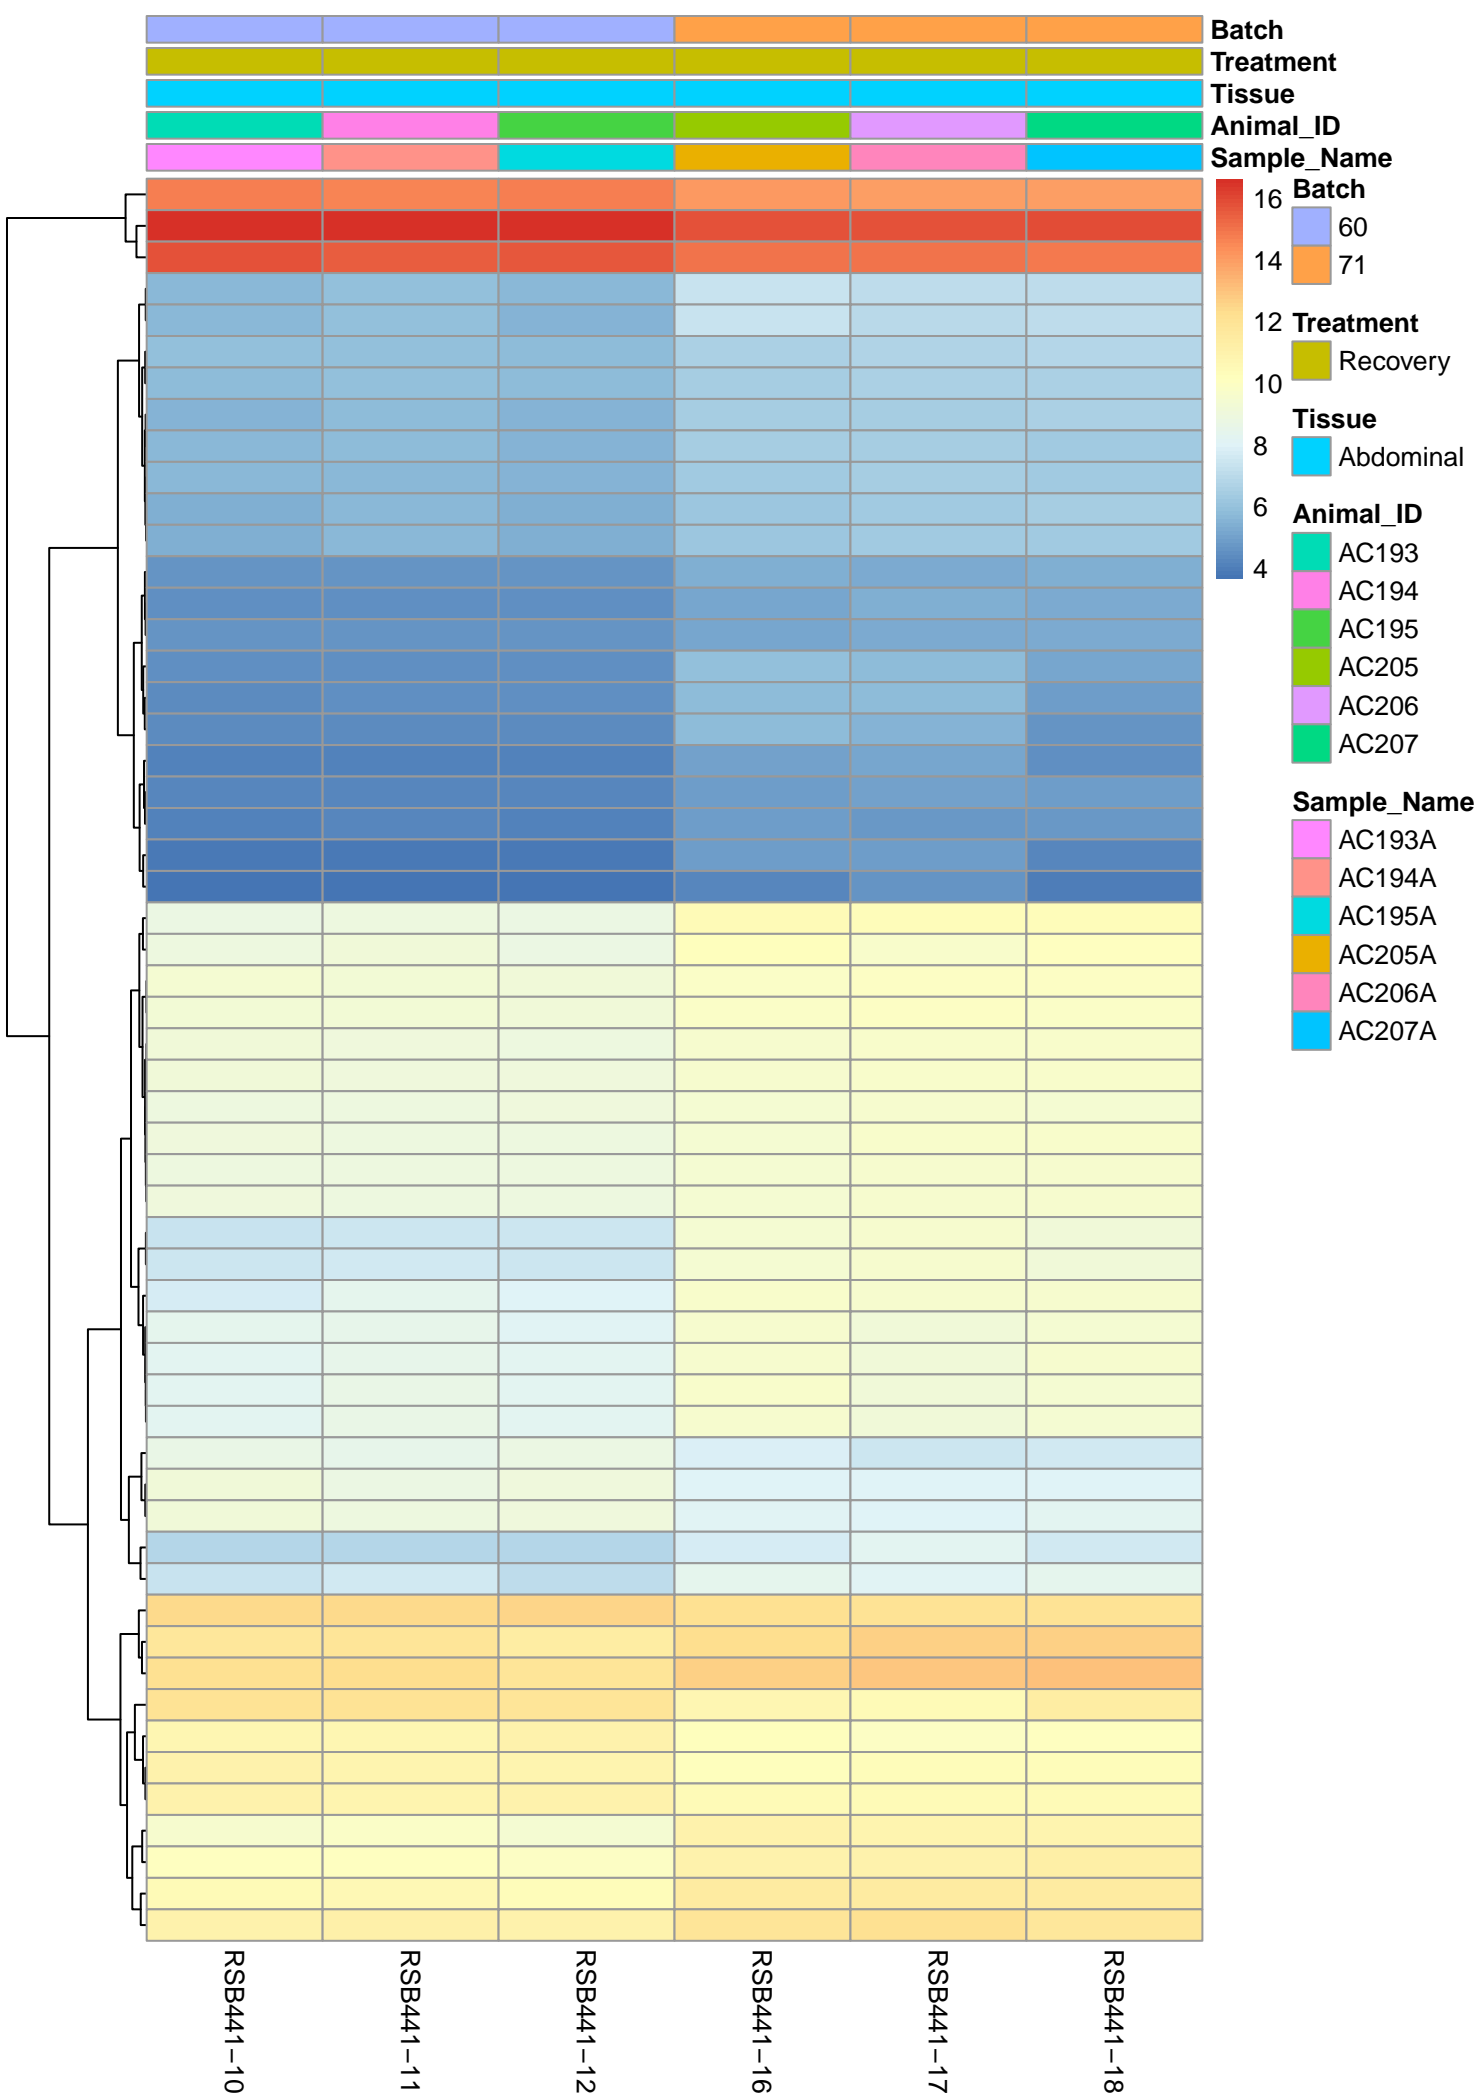 Batch
Treatment
Tissue
Animal_ID
Sample_Name
16
14
12
10
8
6
4
Batch
60
71
Treatment
Recovery
Tissue
Abdominal
Animal_ID
AC193
AC194
AC195
AC205
AC206
AC207
Sample_Name
AC193A
AC194A
AC195A
AC205A
AC206A
AC207A
RSB441−10
RSB441−11
RSB441−12
RSB441−16
RSB441−17
RSB441−18